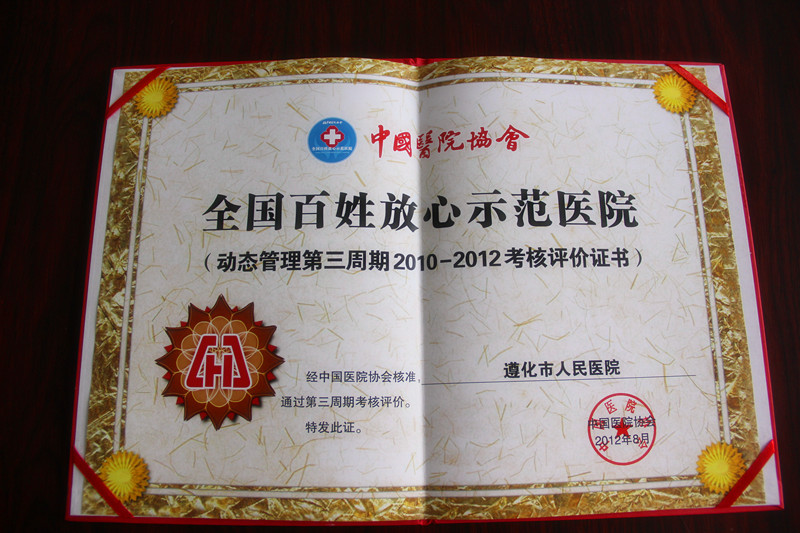 中國醫院協會
全国百姓放心示范医院
（动态管理第三周期2010-2012考核评价证书）
经中国医院协会核准，遵化市人民医院
通过第三周期考核评价。
特发此证。
中国医院协会
2012年8月